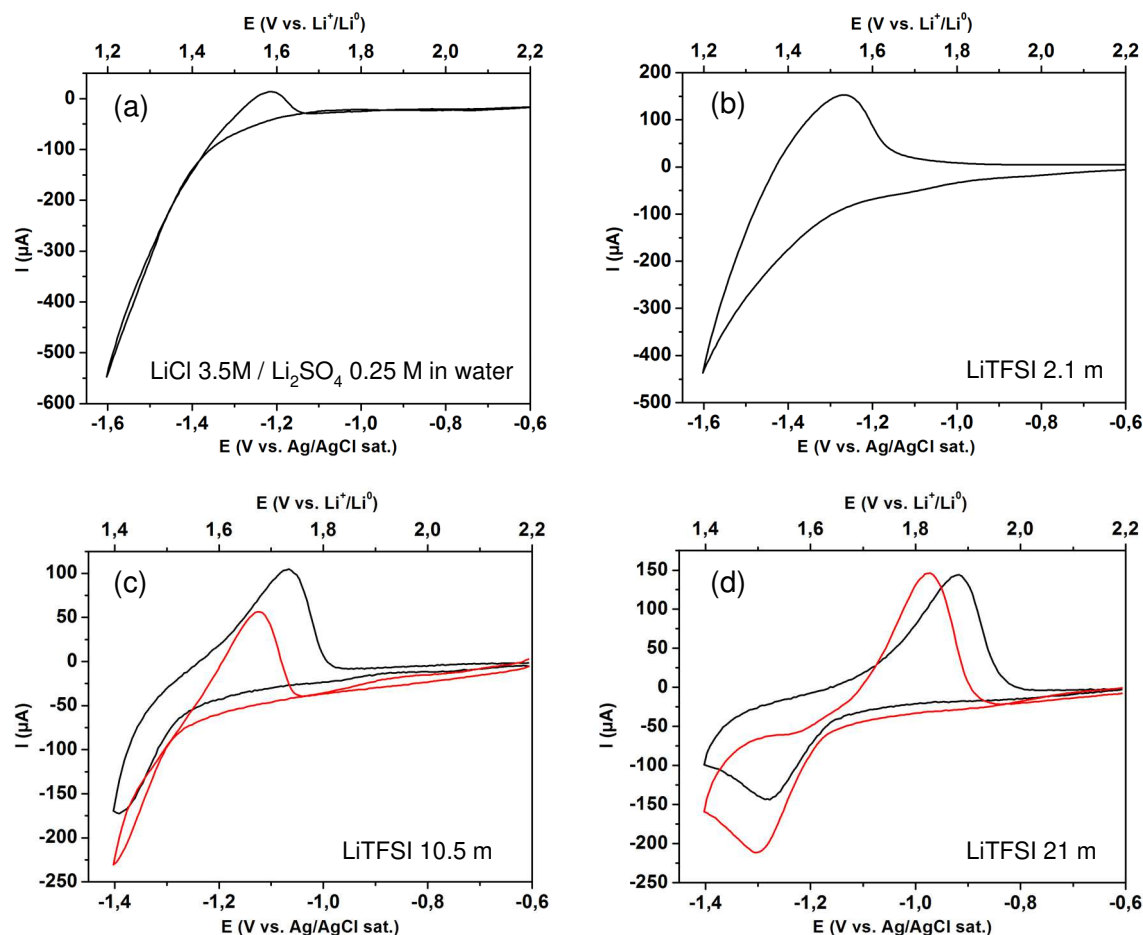 E (V vs. Li⁺/Li⁰)
1,2 1,4 1,6 1,8 2,0 2,2
(a)
I (µA)
0
-100
-200
-300
-400
-500
-600
LiCl 3.5M / Li₂SO₄ 0.25 M in water
-1,6 -1,4 -1,2 -1,0 -0,8 -0,6
E (V vs. Ag/AgCl sat.)
E (V vs. Li⁺/Li⁰)
1,2 1,4 1,6 1,8 2,0 2,2
(b)
I (µA)
200
100
0
-100
-200
-300
-400
-500
LiTFSI 2.1 m
-1,6 -1,4 -1,2 -1,0 -0,8 -0,6
E (V vs. Ag/AgCl sat.)
E (V vs. Li⁺/Li⁰)
1,4 1,6 1,8 2,0 2,2
(c)
I (µA)
100
50
0
-50
-100
-150
-200
-250
LiTFSI 10.5 m
-1,4 -1,2 -1,0 -0,8 -0,6
E (V vs. Ag/AgCl sat.)
E (V vs. Li⁺/Li⁰)
1,4 1,6 1,8 2,0 2,2
(d)
I (µA)
150
100
50
0
-50
-100
-150
-200
-250
LiTFSI 21 m
-1,4 -1,2 -1,0 -0,8 -0,6
E (V vs. Ag/AgCl sat.)